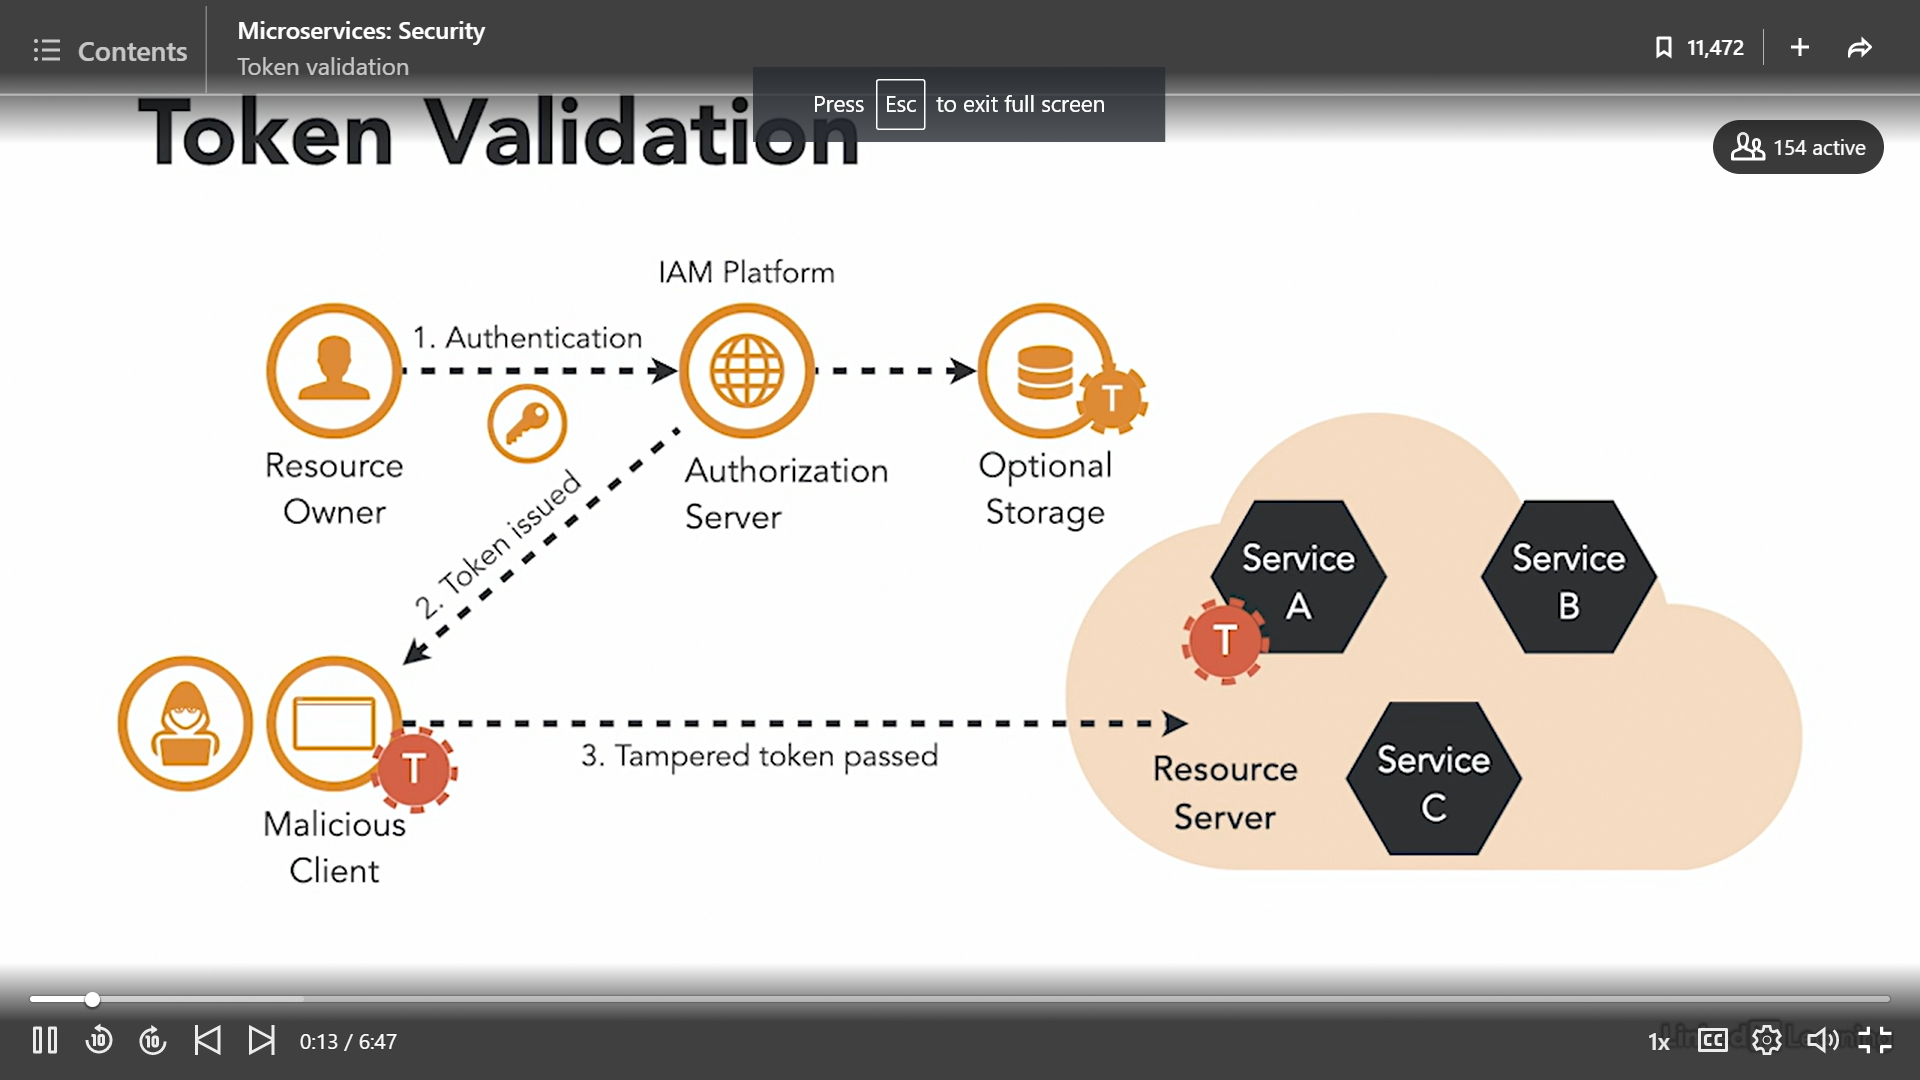 Contents
Microservices: Security
Token validation
11,472
Press Esc to exit full screen
Token Validation
154 active
IAM Platform
1. Authentication
T
Resource
Owner
Authorization
Server
Optional
Storage
2. Token issued
Service
A
Service
B
T
T
3. Tampered token passed
Malicious
Client
Resource
Server
Service
C
10
10
0:13 / 6:47
1x
CC